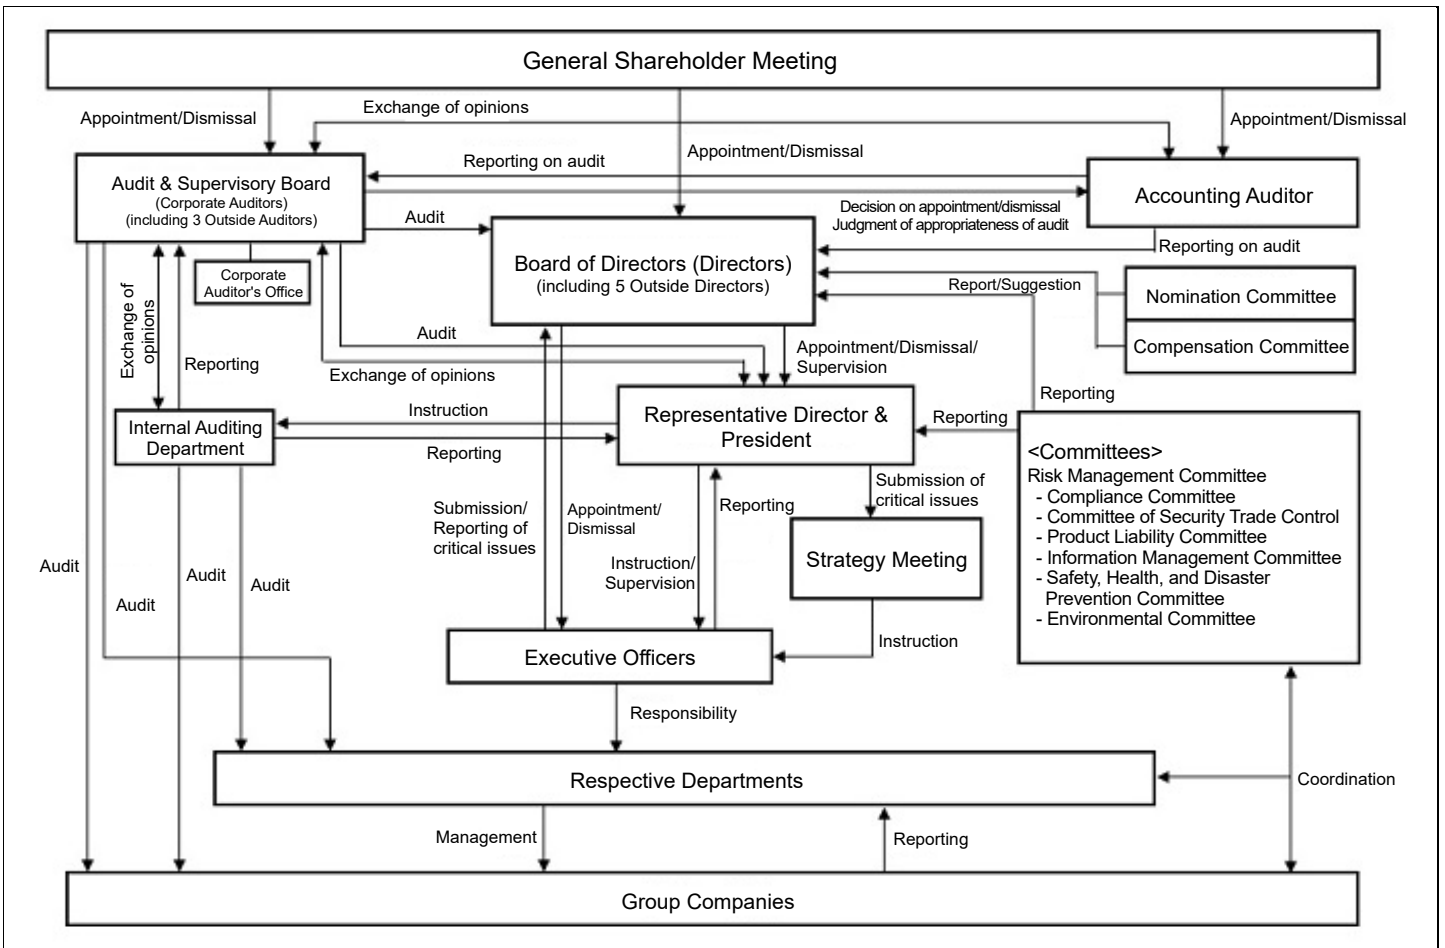 General Shareholder Meeting
Appointment/Dismissal
Exchange of opinions
Appointment/Dismissal
Appointment/Dismissal
Reporting on audit
Audit & Supervisory Board
(Corporate Auditors)
(including 3 Outside Auditors)
Accounting Auditor
Audit
Decision on appointment/dismissal
Judgment of appropriateness of audit
Reporting on audit
Board of Directors (Directors)
(including 5 Outside Directors)
Corporate
Auditor's Office
Report/Suggestion
Nomination Committee
Compensation Committee
Exchange of
opinions
Reporting
Audit
Exchange of opinions
Appointment/Dismissal/
Supervision
Reporting
Internal Auditing
Department
Instruction
Reporting
Representative Director &
President
Reporting
<Committees>
Risk Management Committee
- Compliance Committee
- Committee of Security Trade Control
- Product Liability Committee
- Information Management Committee
- Safety, Health, and Disaster
Prevention Committee
- Environmental Committee
Submission/
Reporting of
critical issues
Appointment/
Dismissal
Reporting
Submission of
critical issues
Instruction/
Supervision
Strategy Meeting
Audit
Audit
Audit
Audit
Executive Officers
Instruction
Responsibility
Respective Departments
Coordination
Management
Reporting
Group Companies